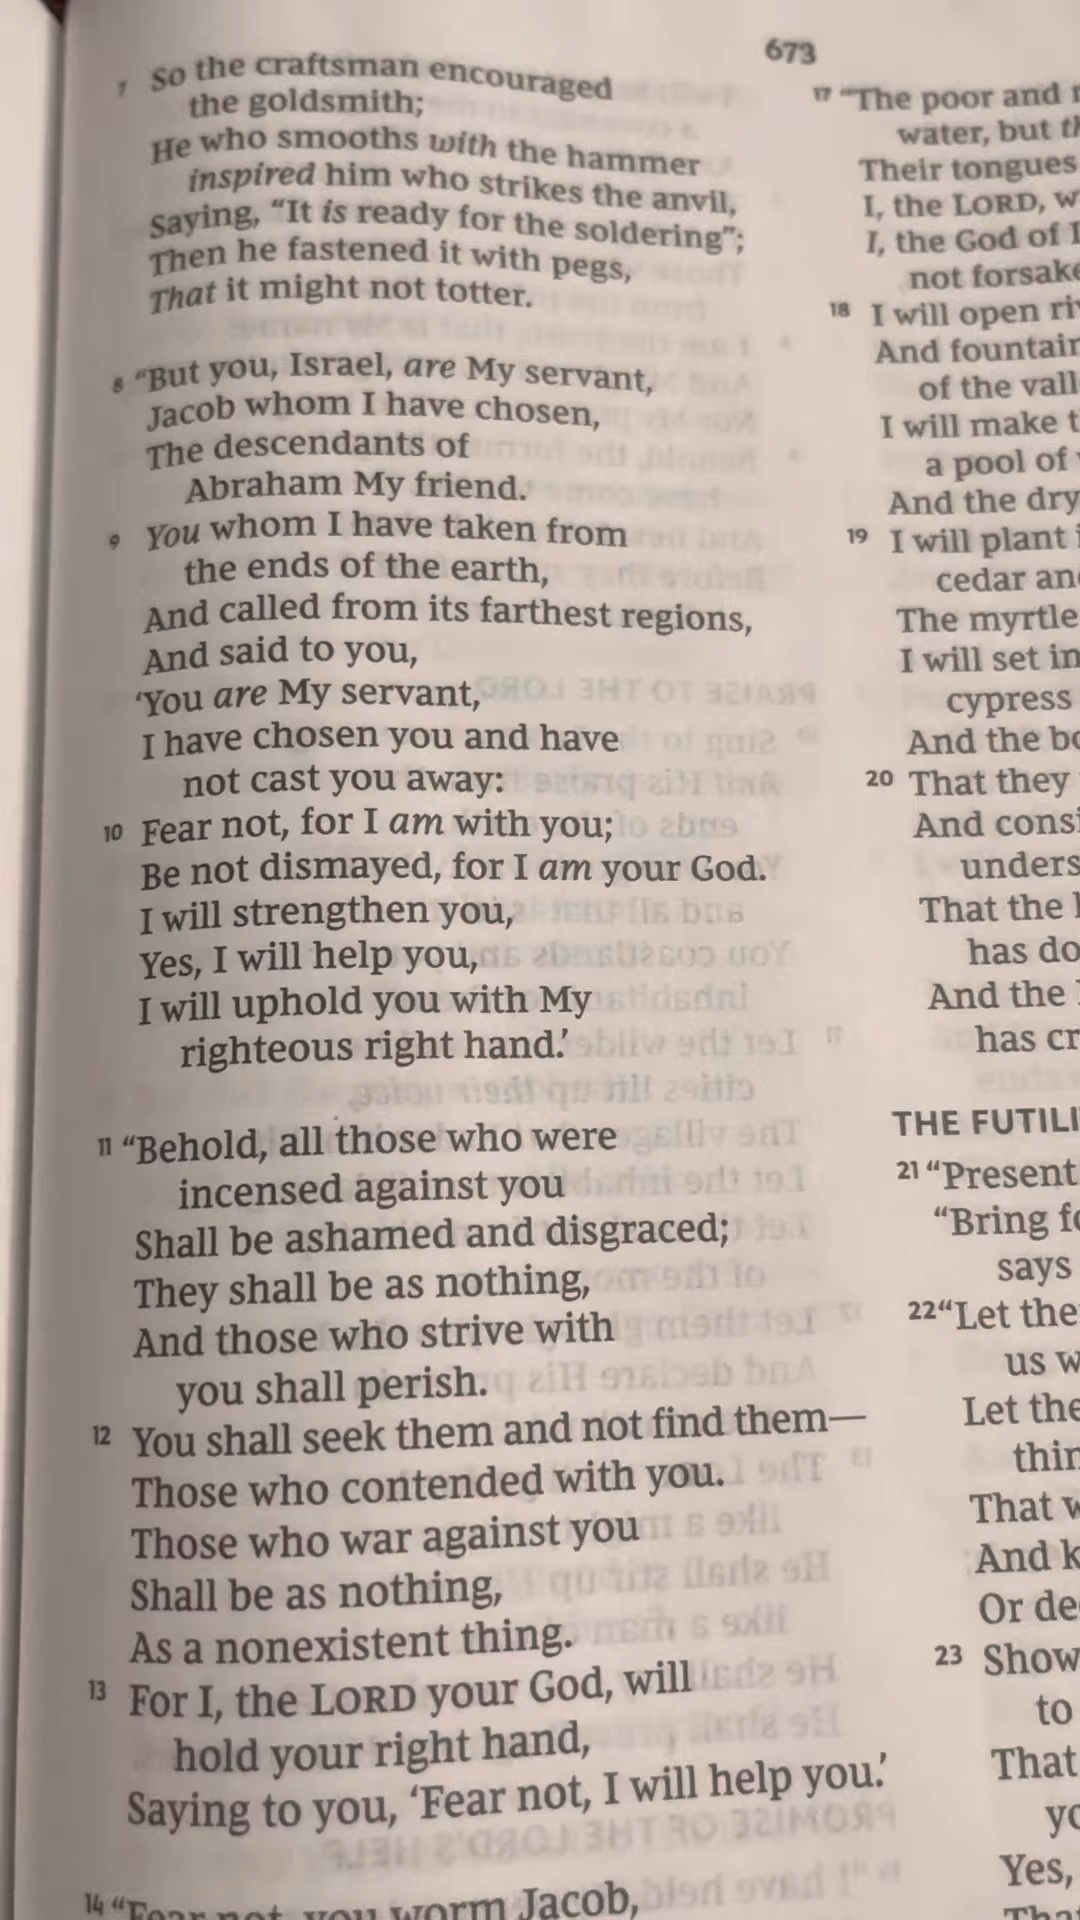 673
7 So the craftsman encouraged
the goldsmith;
He who smooths with the hammer
inspired him who strikes the anvil,
Saying, “It is ready for the soldering”;
Then he fastened it with pegs,
That it might not totter.
8 “But you, Israel, are My servant,
Jacob whom I have chosen,
The descendants of
Abraham My friend.
9 You whom I have taken from
the ends of the earth,
And called from its farthest regions,
And said to you,
‘You are My servant,
I have chosen you and have
not cast you away:
10 Fear not, for I am with you;
Be not dismayed, for I am your God.
I will strengthen you,
Yes, I will help you,
I will uphold you with My
righteous right hand.’
11 “Behold, all those who were
incensed against you
Shall be ashamed and disgraced;
They shall be as nothing,
And those who strive with
you shall perish.
12 You shall seek them and not find them—
Those who contended with you.
Those who war against you
Shall be as nothing,
As a nonexistent thing.
13 For I, the LORD your God, will
hold your right hand,
Saying to you, ‘Fear not, I will help you.’
14 “Fear not, you worm Jacob,
17 “The poor and
water, but
Their tongues
I, the LORD,
I, the God of
not forsake
18 I will open
And fountain
of the
I will make
a pool of
And the dry
19 I will plant
cedar
The myrtle
I will set in
cypress
And the
20 That they
And
That the
has
And the
has
THE
21 “Present
“Bring
says
22 “Let
us
Let
That
And
Or
23 Show
to
That
Yes,